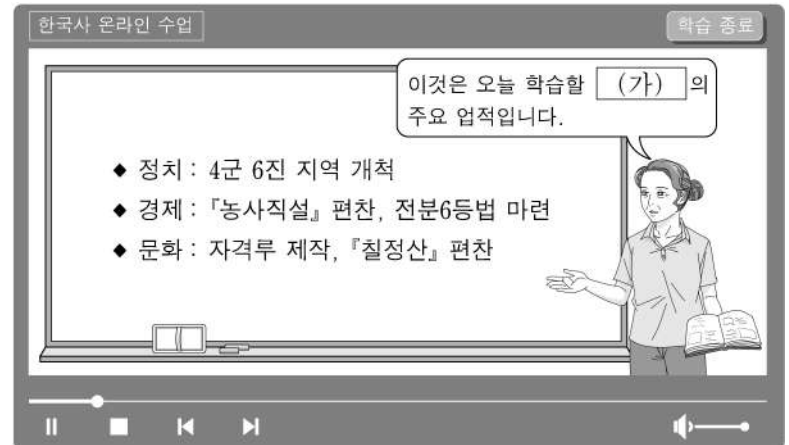 한국사 온라인 수업
학습 종료
이것은 오늘 학습할 (가) 의
주요 업적입니다.
◆ 정치 : 4군 6진 지역 개척
◆ 경제 : 『농사직설』 편찬, 전분6등법 마련
◆ 문화 : 자격루 제작, 『칠정산』 편찬